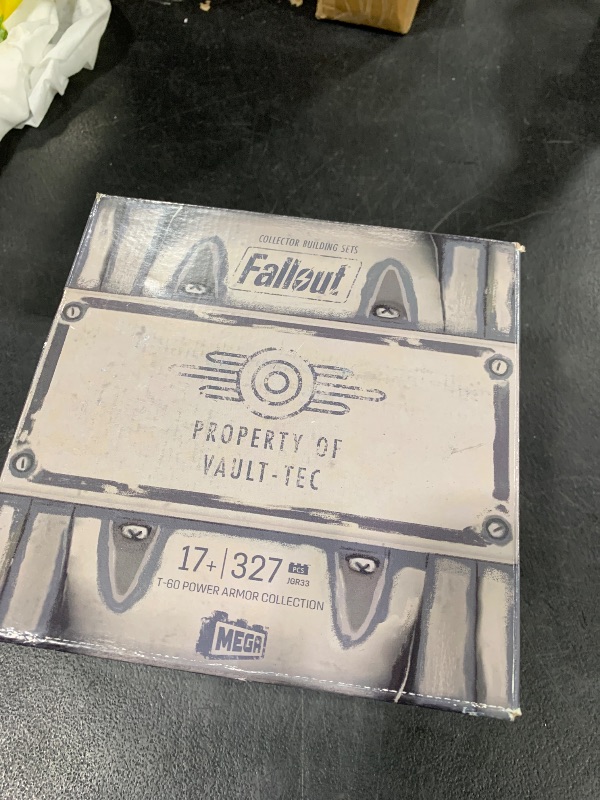 COLLECTOR BUILDING SETS
Fallout
PROPERTY OF
VAULT-TEC
17+ | 327 PCS
JGR33
T-60 POWER ARMOR COLLECTION
MEGA